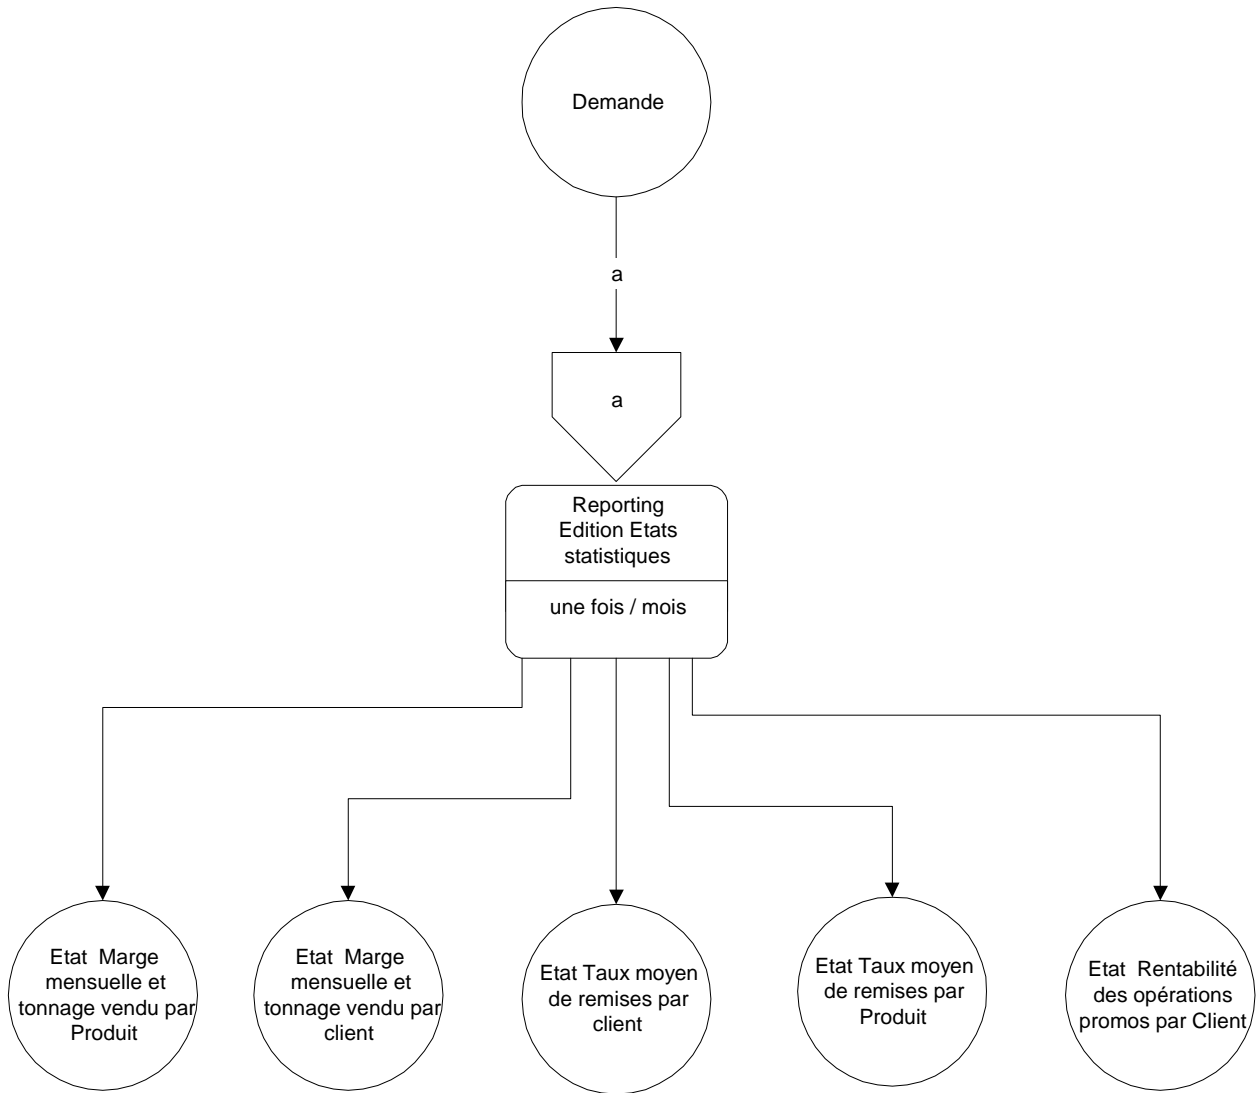 Demande
a
a
Reporting
Edition Etats
statistiques
une fois / mois
Etat Marge
mensuelle et
tonnage vendu par
Produit
Etat Marge
mensuelle et
tonnage vendu par
client
Etat Taux moyen
de remises par
client
Etat Taux moyen
de remises par
Produit
Etat Rentabilité
des opérations
promos par Client